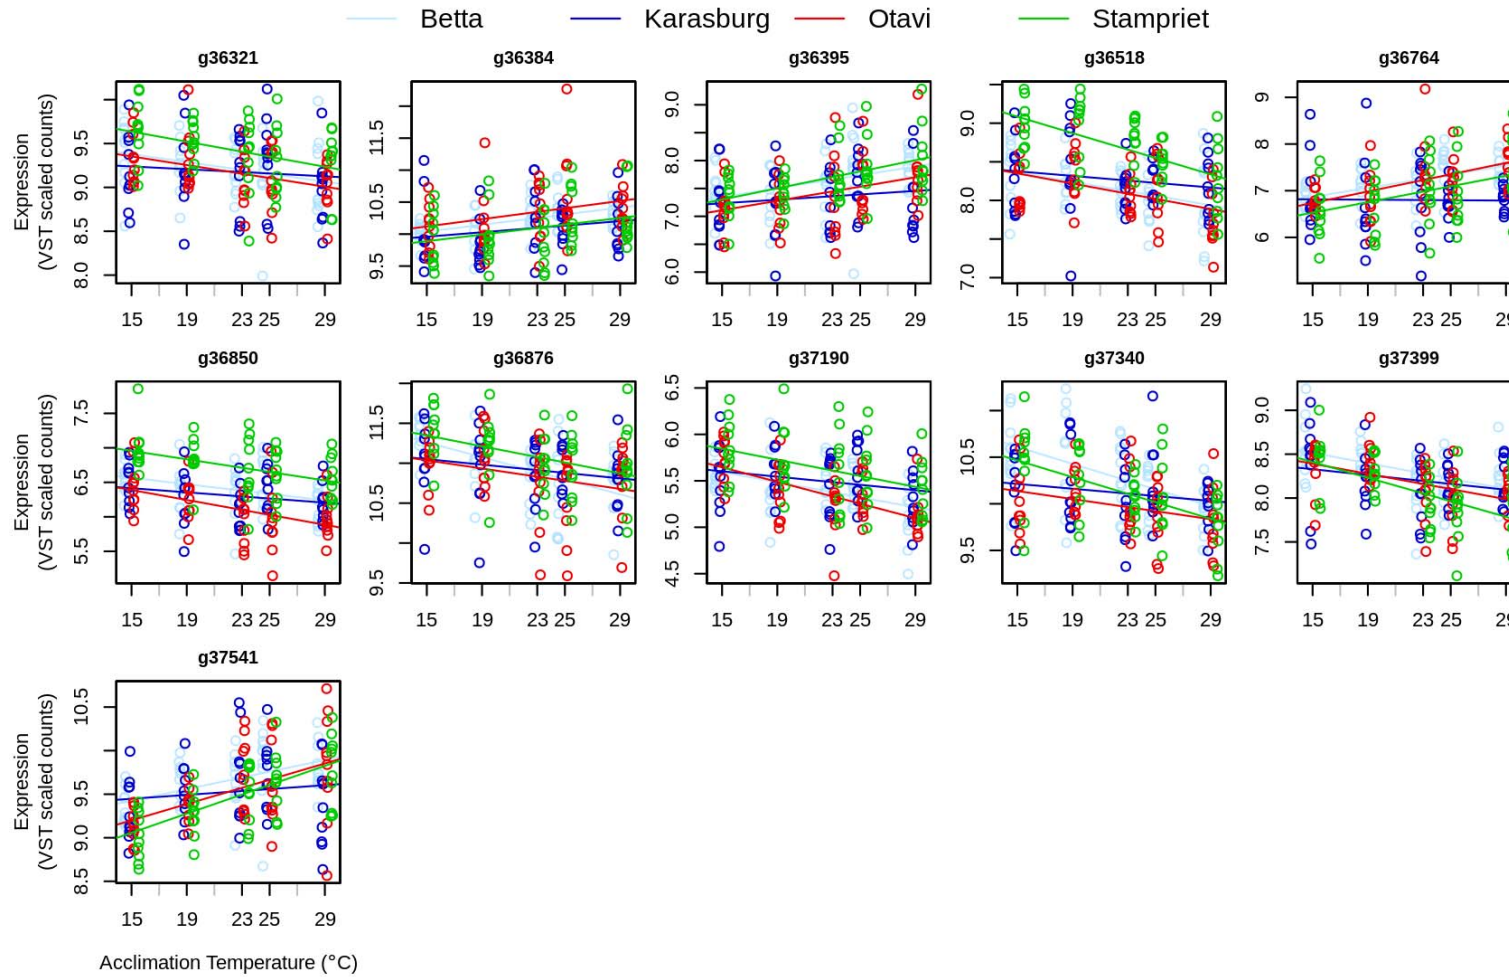 Betta Karasburg Otavi Stampriet
g36321 g36384 g36395 g36518 g36764
Expression
(VST scaled counts)
8.0 8.5 9.0 9.5
9.5 10.5 11.5
6.0 7.0 8.0 9.0
7.0 8.0 9.0
6 7 8 9
15 19 23 25 29 15 19 23 25 29 15 19 23 25 29 15 19 23 25 29 15 19 23 25 29
g36850 g36876 g37190 g37340 g37399
Expression
(VST scaled counts)
5.5 6.5 7.5
9.5 10.5 11.5
4.5 5.0 5.5 6.0 6.5
9.5 10.5
7.5 8.0 8.5 9.0
15 19 23 25 29 15 19 23 25 29 15 19 23 25 29 15 19 23 25 29 15 19 23 25 29
g37541
Expression
(VST scaled counts)
8.5 9.0 9.5 10.5
15 19 23 25 29
Acclimation Temperature (°C)